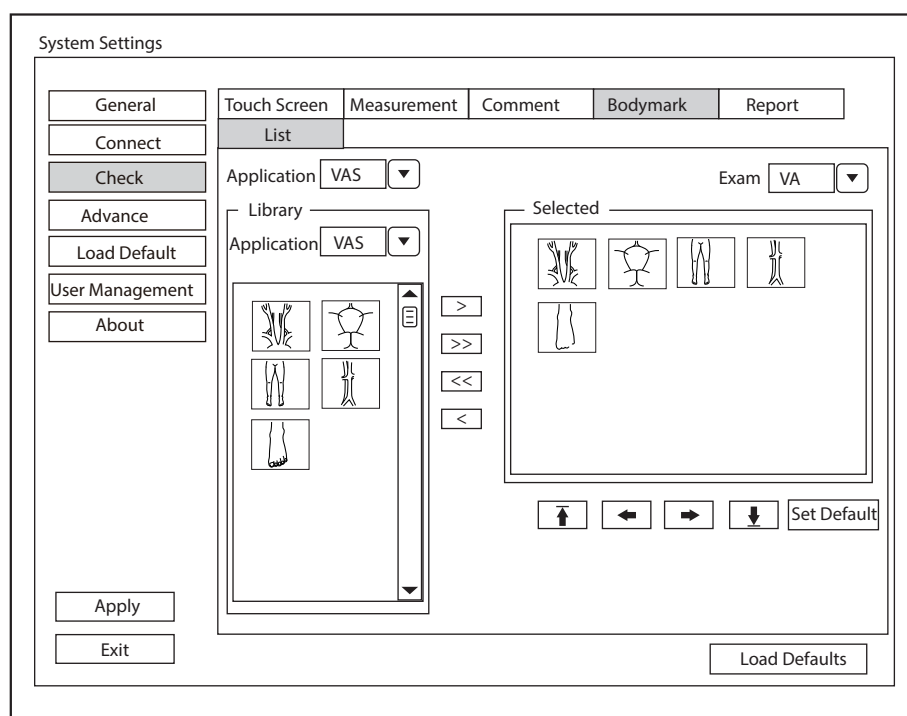 System Settings
General
Connect
Check
Advance
Load Default
User Management
About
Apply
Exit
Touch Screen Measurement Comment Bodymark Report
List
Application VAS
Exam VA
Library
Application VAS
>
>>
<<
<
Selected
Set Default
Load Defaults